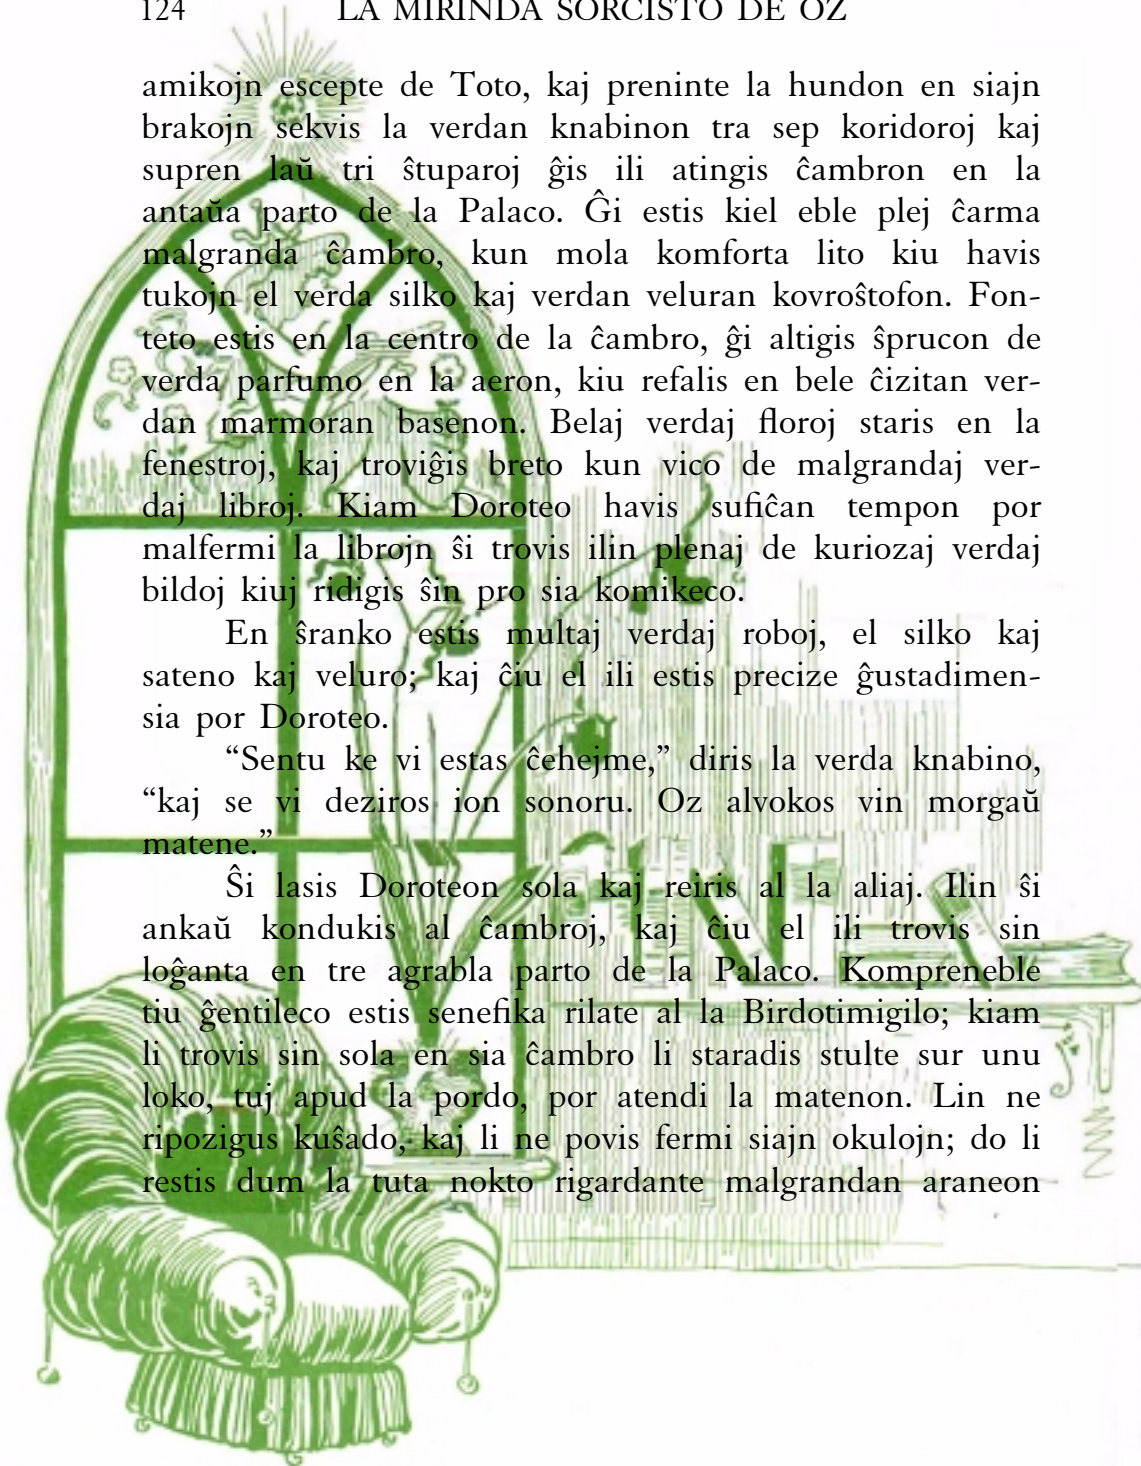 124 LA MIRINDA SORCISTO DE OZ
amikojn escepte de Toto, kaj preninte la hundon en siajn
brakojn sekvis la verdan knabinon tra sep koridoroj kaj
supren laŭ tri ŝtuparoj ĝis ili atingis ĉambron en la
antaŭa parto de la Palaco. Ĝi estis kiel eble plej ĉarma
malgranda ĉambro, kun mola komforta lito kiu havis
tukojn el verda silko kaj verdan veluran kovroŝtofon. Fon-
teto estis en la centro de la ĉambro, ĝi altigis ŝprucon de
verda parfumo en la aeron, kiu refalis en bele ĉizitan ver-
dan marmoran basenon. Belaj verdaj floroj staris en la
fenestroj, kaj troviĝis breto kun vico de malgrandaj ver-
daj libroj. Kiam Doroteo havis sufiĉan tempon por
malfermi la librojn ŝi trovis ilin plenaj de kuriozaj verdaj
bildoj kiuj ridigis ŝin pro sia komikeco.
En ŝranko estis multaj verdaj roboj, el silko kaj
sateno kaj veluro; kaj ĉiu el ili estis precize ĝustadimen-
sia por Doroteo.
“Sentu ke vi estas ĉehejme,” diris la verda knabino,
“kaj se vi deziros ion sonoru. Oz alvokos vin morgaŭ
matene.”
Ŝi lasis Doroteon sola kaj reiris al la aliaj. Ilin ŝi
ankaŭ kondukis al ĉambroj, kaj ĉiu el ili trovis sin
loĝanta en tre agrabla parto de la Palaco. Kompreneble
tiu ĝentileco estis senefika rilate al la Birdotimigilo; kiam
li trovis sin sola en sia ĉambro li staradis stulte sur unu
loko, tuj apud la pordo, por atendi la matenon. Lin ne
ripozigus kuŝado, kaj li ne povis fermi siajn okulojn; do li
restis dum la tuta nokto rigardante malgrandan araneon